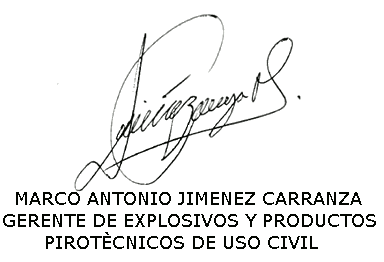 MARCO ANTONIO JIMENEZ CARRANZA
GERENTE DE EXPLOSIVOS Y PRODUCTOS
PIROTÈCNICOS DE USO CIVIL